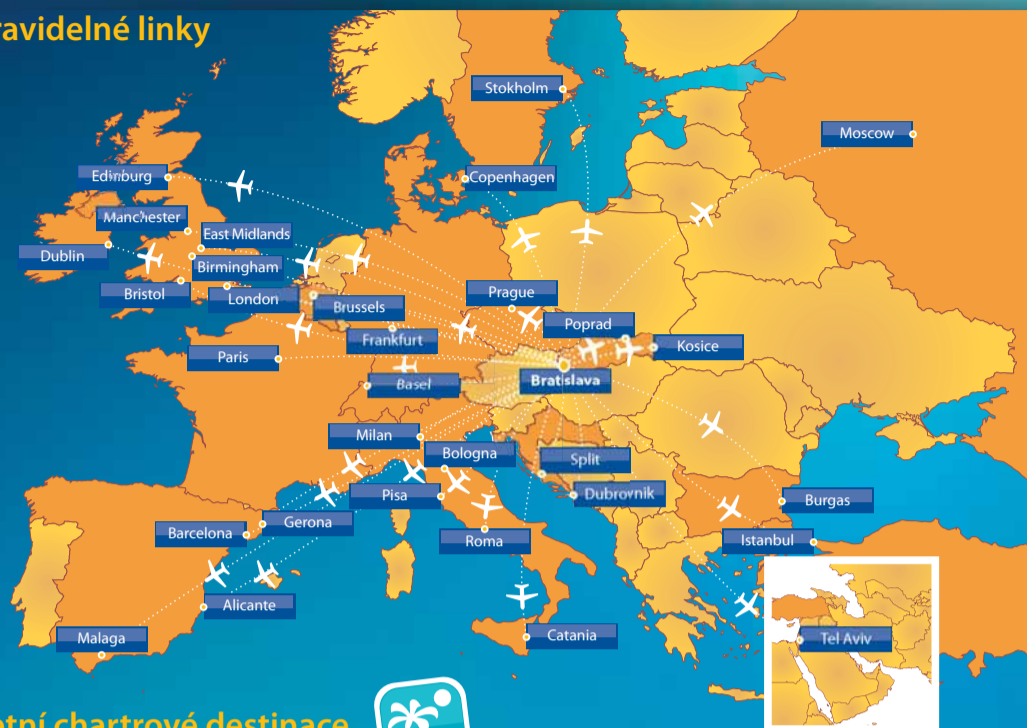 ravidelné linky
Stokholm
Moscow
Edinburg
Copenhagen
Manchester
East Midlands
Dublin
Birmingham
Bristol
London
Brussels
Prague
Poprad
Frankfurt
Kosice
Paris
Basel
Bratislava
Milan
Bologna
Split
Pisa
Dubrovnik
Burgas
Barcelona
Gerona
Roma
Istanbul
Alicante
Malaga
Catania
Tel Aviv
otní chartrové destinace